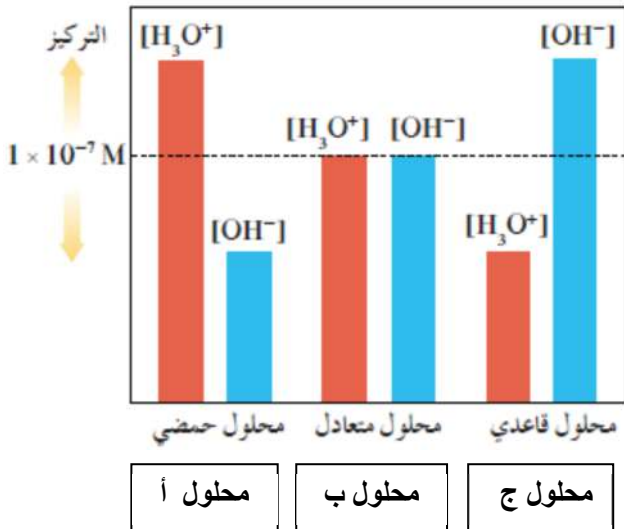 التركيز
[H₃O⁺]
[OH⁻]
[H₃O⁺] [OH⁻]
1 × 10⁻⁷ M
[OH⁻]
[H₃O⁺]
محلول حمضي
محلول متعادل
محلول قاعدي
محلول أ
محلول ب
محلول ج